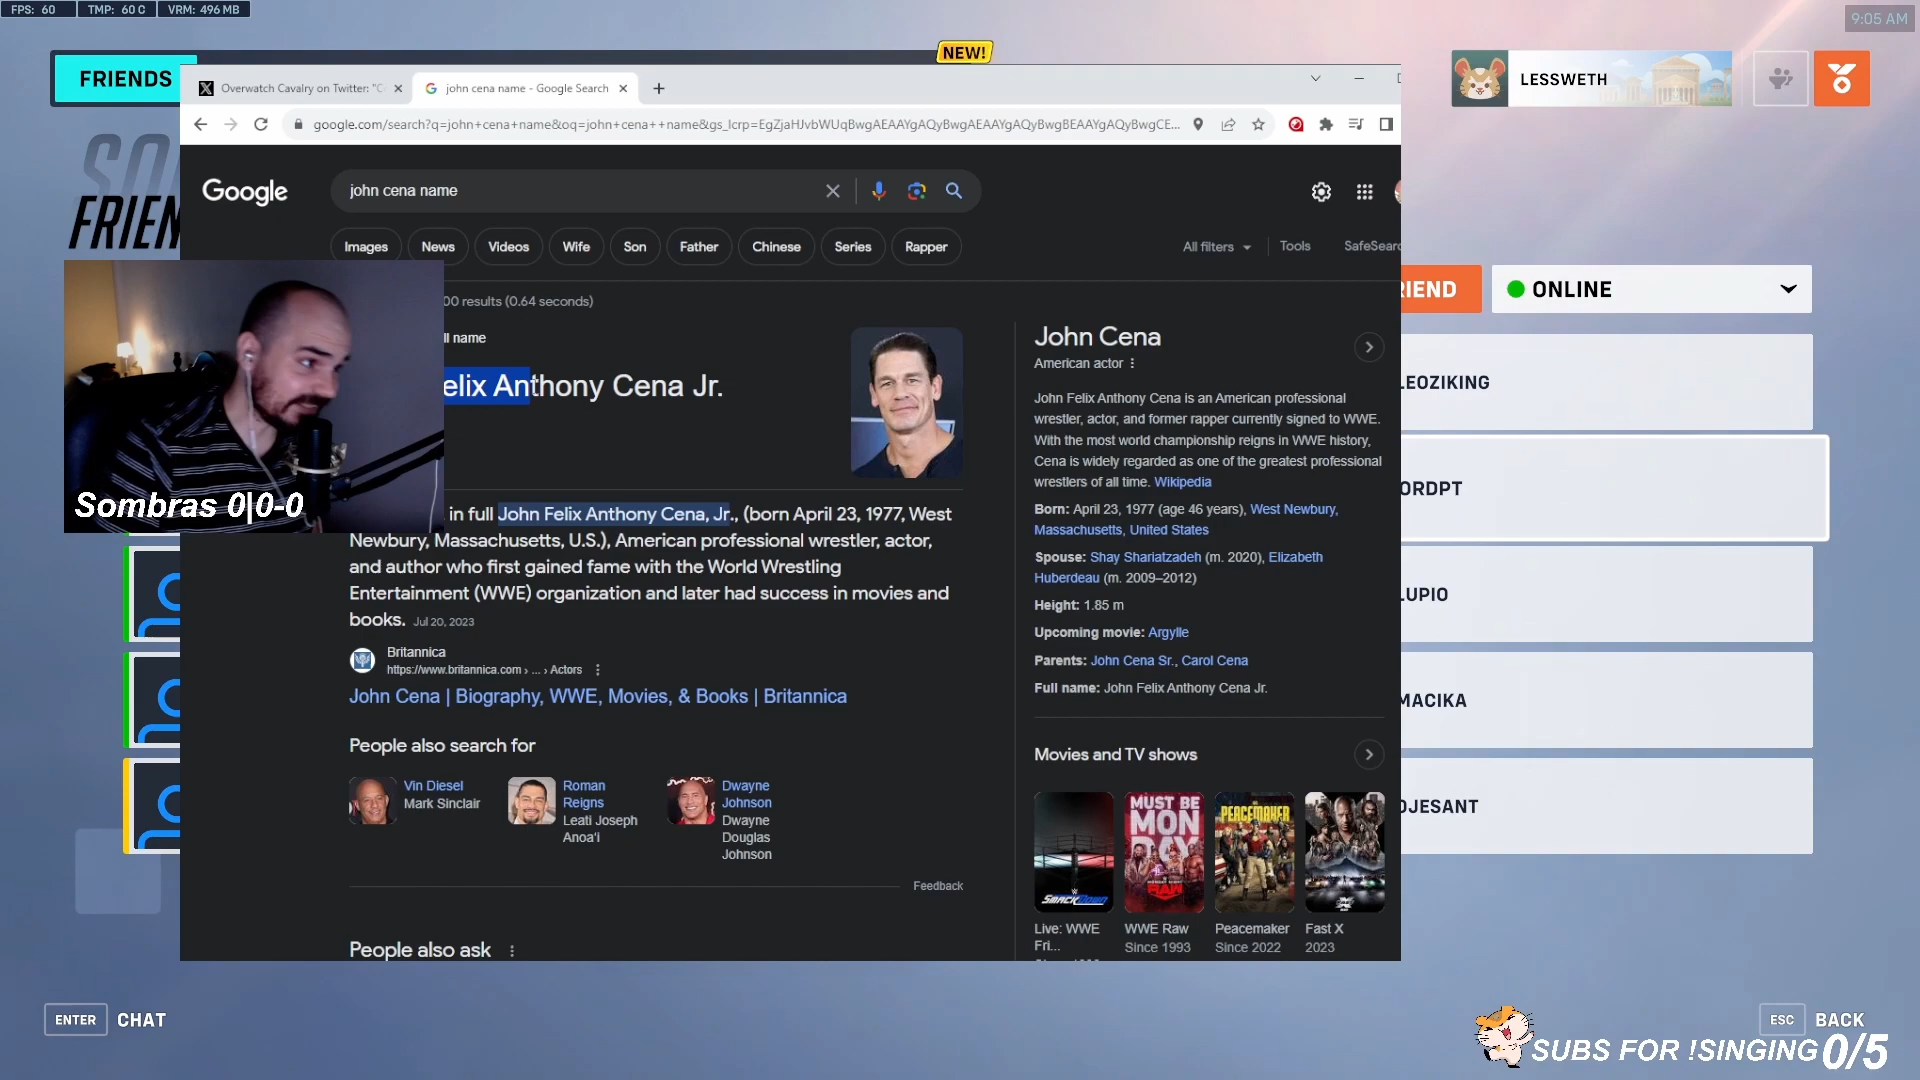 FPS: 60 TMP: 60 C VRM: 496 MB
9:05 AM
NEW!
FRIENDS
LESSWETH
Overwatch Cavalry on Twitter: "C
john cena name - Google Search
google.com/search?q=john+cena+name&oq=john+cena++name&gs_lcrp=EgZjaHJvbWUqBwgAEAAYgAQyBwgAEAAYgAQyBwgBEAAYgAQyBwgCE...
SO
FRIEN
Google
john cena name
Images News Videos Wife Son Father Chinese Series Rapper
All filters Tools SafeSearc
00 results (0.64 seconds)
RIEND
ONLINE
ll name
elix Anthony Cena Jr.
in full John Felix Anthony Cena, Jr., (born April 23, 1977, West
Newbury, Massachusetts, U.S.), American professional wrestler, actor,
and author who first gained fame with the World Wrestling
Entertainment (WWE) organization and later had success in movies and
books. Jul 20, 2023
Sombras 0|0-0
Britannica
https://www.britannica.com › ... › Actors
John Cena | Biography, WWE, Movies, & Books | Britannica
People also search for
Vin Diesel
Mark Sinclair
Roman
Reigns
Leati Joseph
Anoa'i
Dwayne
Johnson
Dwayne
Douglas
Johnson
Feedback
People also ask
John Cena
American actor
John Felix Anthony Cena is an American professional
wrestler, actor, and former rapper currently signed to WWE.
With the most world championship reigns in WWE history,
Cena is widely regarded as one of the greatest professional
wrestlers of all time. Wikipedia
Born: April 23, 1977 (age 46 years), West Newbury,
Massachusetts, United States
Spouse: Shay Shariatzadeh (m. 2020), Elizabeth
Huberdeau (m. 2009–2012)
Height: 1.85 m
Upcoming movie: Argylle
Parents: John Cena Sr., Carol Cena
Full name: John Felix Anthony Cena Jr.
Movies and TV shows
SMACKDOWN
MUST BE
MON
DAY
RAW
PEACEMAKER
Live: WWE
Fri...
WWE Raw
Since 1993
Peacemaker
Since 2022
Fast X
2023
LEOZIKING
ORDPT
LUPIO
MACIKA
DJESANT
ENTER CHAT
ESC BACK
SUBS FOR !SINGING 0/5